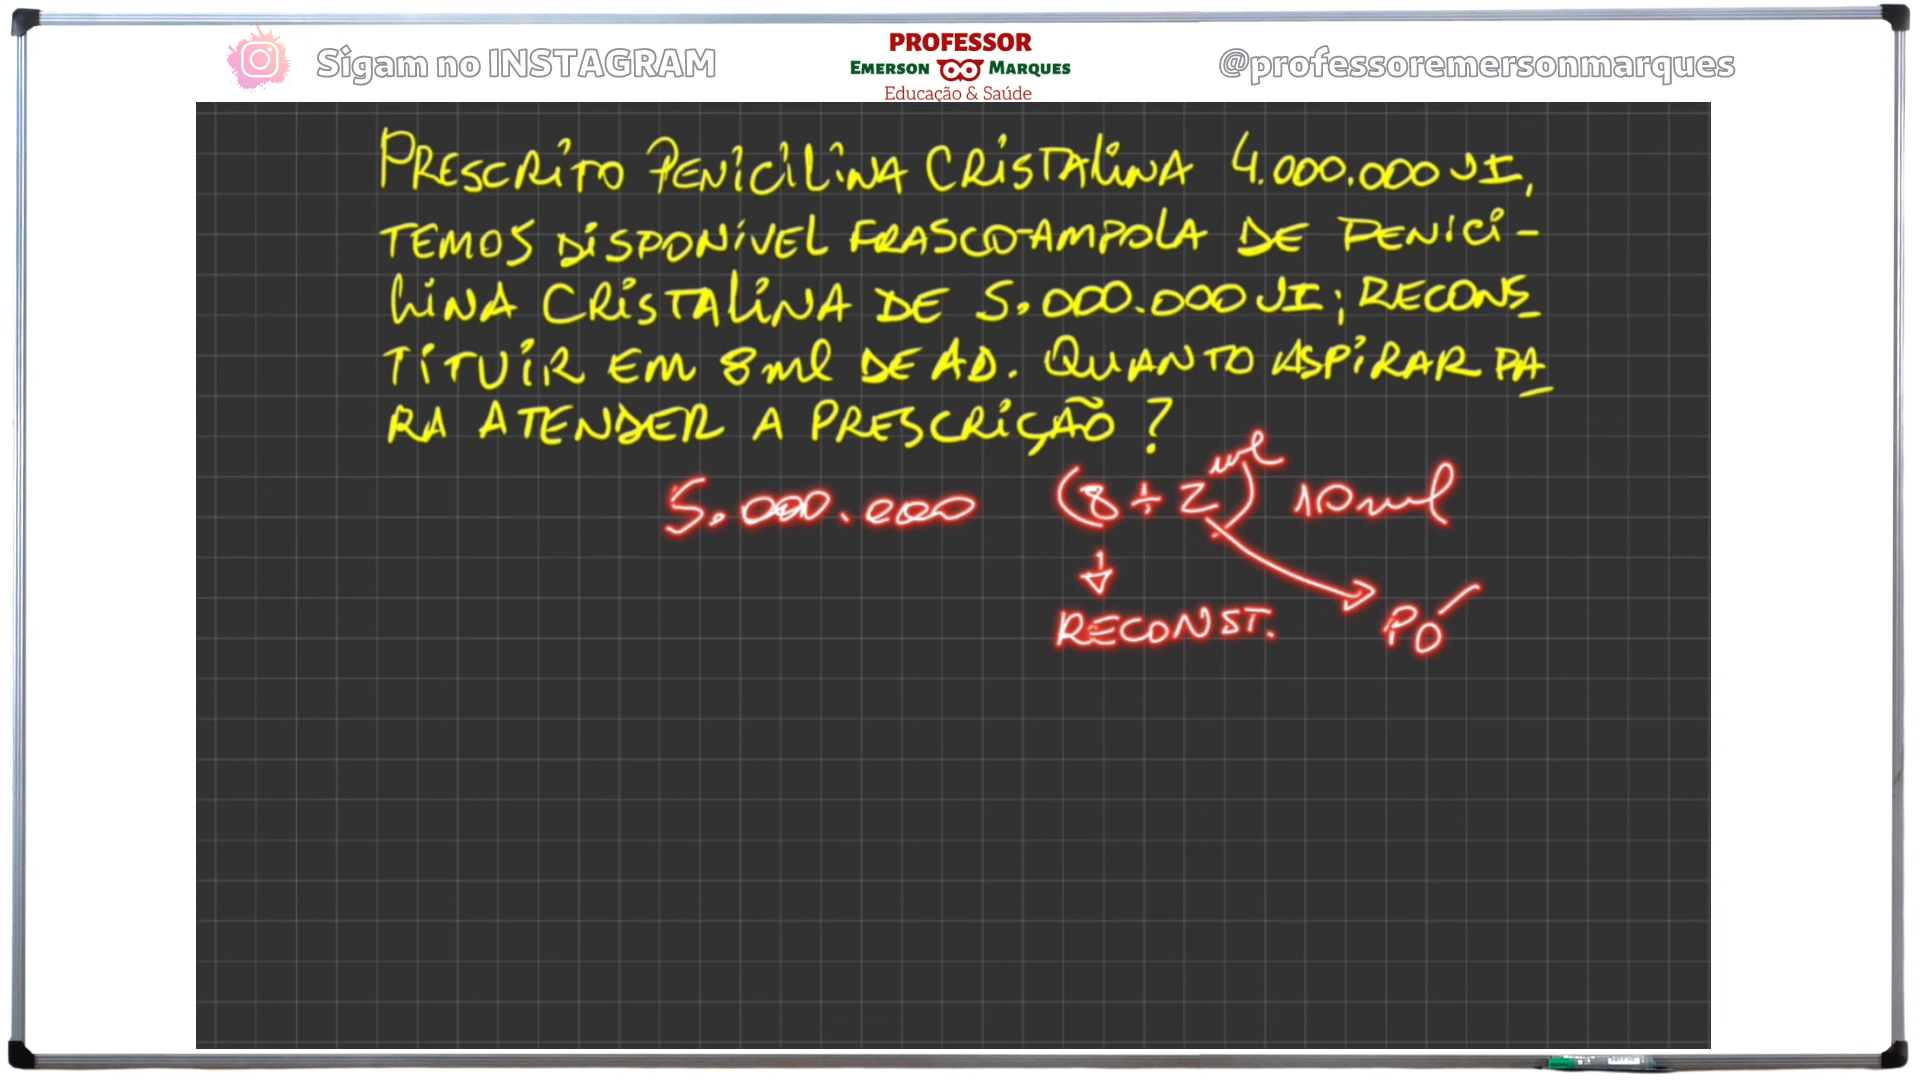 Sigam no INSTAGRAM
PROFESSOR
EMERSON MARQUES
Educação & Saúde
@professoremersonmarques
PRESCRITO PENICILINA CRISTALINA 4.000.000 UI,
TEMOS DISPONÍVEL FRASCO-AMPOLA DE PENICI-
LINA CRISTALINA DE 5.000.000 UI; RECONS
TITUIR EM 8ml DE AD. QUANTO ASPIRAR PA
RA ATENDER A PRESCRIÇÃO?
5.000.000 (8 + 2 ml) 10ml
RECONST. PÓ